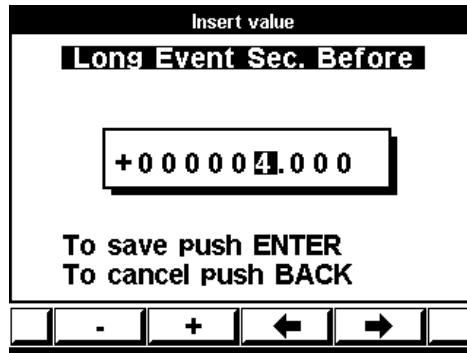 Insert value
Long Event Sec. Before
+000004.000
To save push ENTER
To cancel push BACK
- + ← →